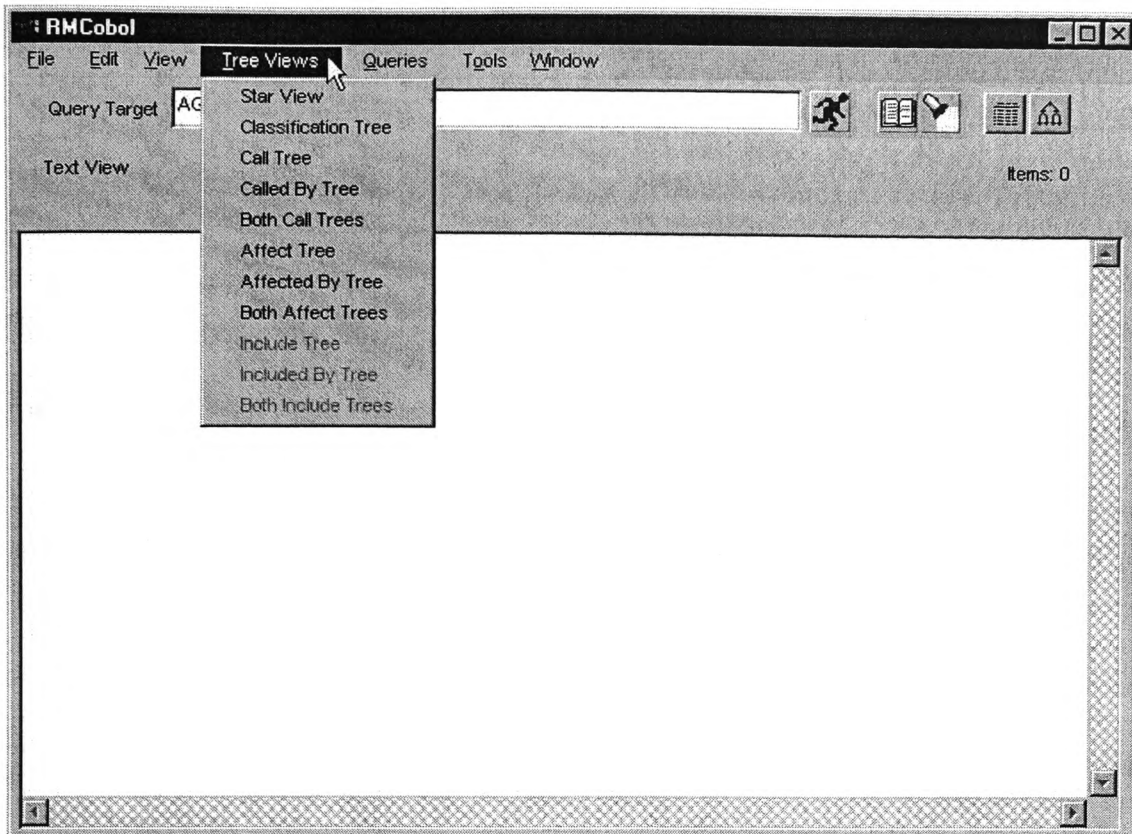 RMCobol
File Edit View Tree Views Queries Tools Window
Query Target AG
Text View
Items: 0
Star View
Classification Tree
Call Tree
Called By Tree
Both Call Trees
Affect Tree
Affected By Tree
Both Affect Trees
Include Tree
Included By Tree
Both Include Trees